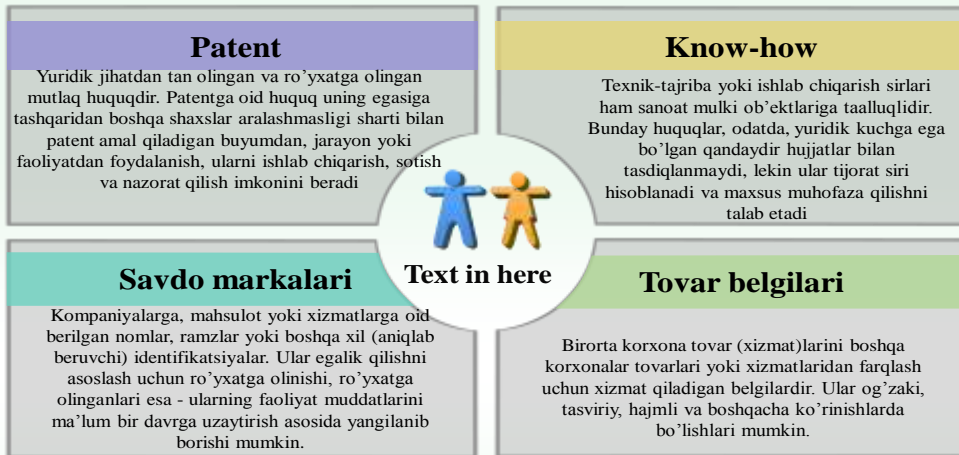 Patent
Yuridik jihatdan tan olingan va ro’yxatga olingan
mutlaq huquqdir. Patentga oid huquq uning egasiga
tashqaridan boshqa shaxslar aralashmasligi sharti bilan
patent amal qiladigan buyumdan, jarayon yoki
faoliyatdan foydalanish, ularni ishlab chiqarish, sotish
va nazorat qilish imkonini beradi
Know-how
Texnik-tajriba yoki ishlab chiqarish sirlari
ham sanoat mulki ob’ektlariga taalluqlidir.
Bunday huquqlar, odatda, yuridik kuchga ega
bo’lgan qandaydir hujjatlar bilan
tasdiqlanmaydi, lekin ular tijorat siri
hisoblanadi va maxsus muhofaza qilishni
talab etadi
Text in here
Savdo markalari
Kompaniyalarga, mahsulot yoki xizmatlarga oid
berilgan nomlar, ramzlar yoki boshqa xil (aniqlab
beruvchi) identifikatsiyalar. Ular egalik qilishni
asoslash uchun ro’yxatga olinishi, ro’yxatga
olinganlari esa - ularning faoliyat muddatlarini
ma’lum bir davrga uzaytirish asosida yangilanib
borishi mumkin.
Tovar belgilari
Birorta korxona tovar (xizmat)larini boshqa
korxonalar tovarlari yoki xizmatlaridan farqlash
uchun xizmat qiladigan belgilardir. Ular og’zaki,
tasviriy, hajmli va boshqacha ko’rinishlarda
bo’lishlari mumkin.